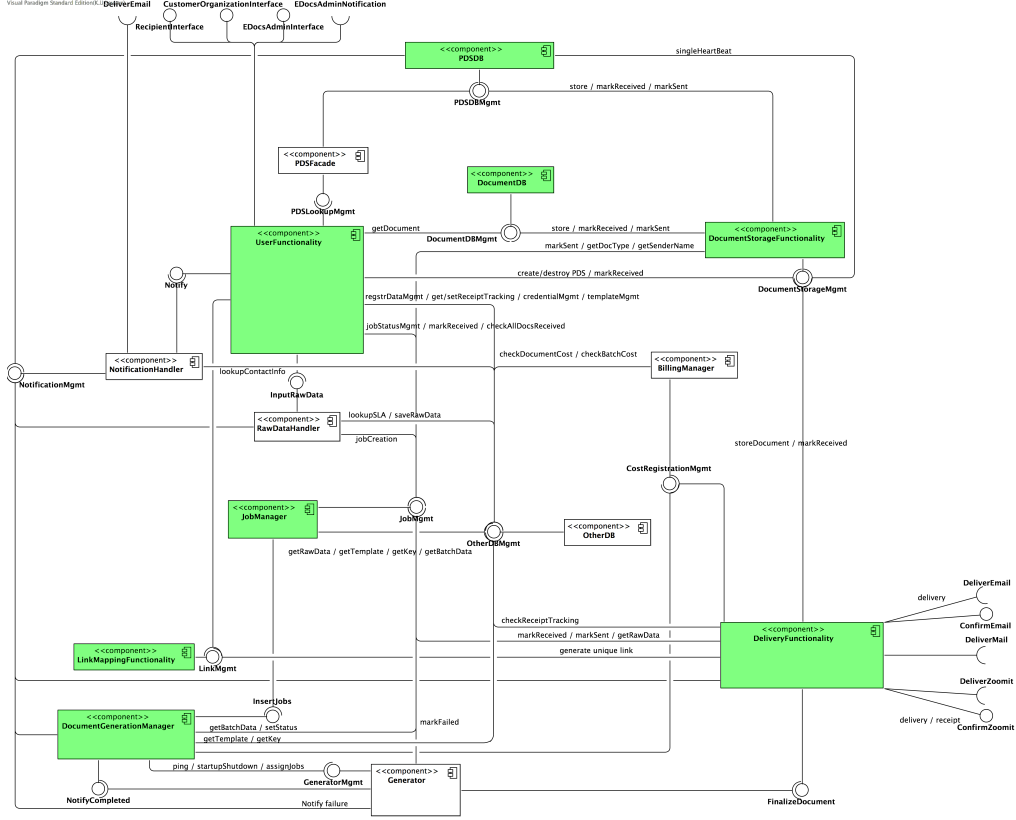 Visual Paradigm Standard Edition(K.U.
DeliverEmail
CustomerOrganizationInterface
EDocsAdminNotification
RecipientInterface
EDocsAdminInterface
<<component>>
PDSDB
singleHeartBeat
store / markReceived / markSent
PDSDBMgmt
<<component>>
PDSFacade
<<component>>
DocumentDB
PDSLookupMgmt
<<component>>
UserFunctionality
getDocument
DocumentDBMgmt
store / markReceived / markSent
<<component>>
DocumentStorageFunctionality
markSent / getDocType / getSenderName
create/destroy PDS / markReceived
Notify
DocumentStorageMgmt
regstrDataMgmt / get/setReceiptTracking / credentialMgmt / templateMgmt
jobStatusMgmt / markReceived / checkAllDocsReceived
<<component>>
NotificationHandler
checkDocumentCost / checkBatchCost
<<component>>
BillingManager
lookupContactInfo
NotificationMgmt
InputRawData
<<component>>
RawDataHandler
lookupSLA / saveRawData
jobCreation
storeDocument / markReceived
CostRegistrationMgmt
<<component>>
JobManager
JobMgmt
<<component>>
OtherDB
OtherDBMgmt
getRawData / getTemplate / getKey / getBatchData
DeliverEmail
delivery
ConfirmEmail
checkReceiptTracking
<<component>>
DeliveryFunctionality
markReceived / markSent / getRawData
DeliverMail
generate unique link
<<component>>
LinkMappingFunctionality
LinkMgmt
DeliverZoomit
delivery / receipt
ConfirmZoomit
InsertJobs
<<component>>
DocumentGenerationManager
getBatchData / setStatus
markFailed
getTemplate / getKey
ping / startupShutdown / assignJobs
GeneratorMgmt
<<component>>
Generator
NotifyCompleted
Notify failure
FinalizeDocument